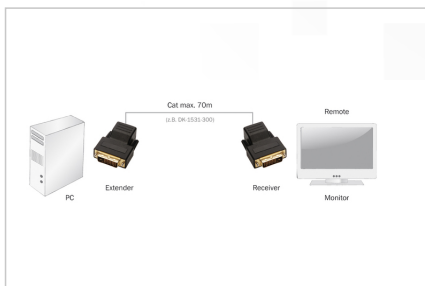 Cat max. 70m
(z.B. DK-1531-300)
Remote
Extender
Receiver
PC
Monitor